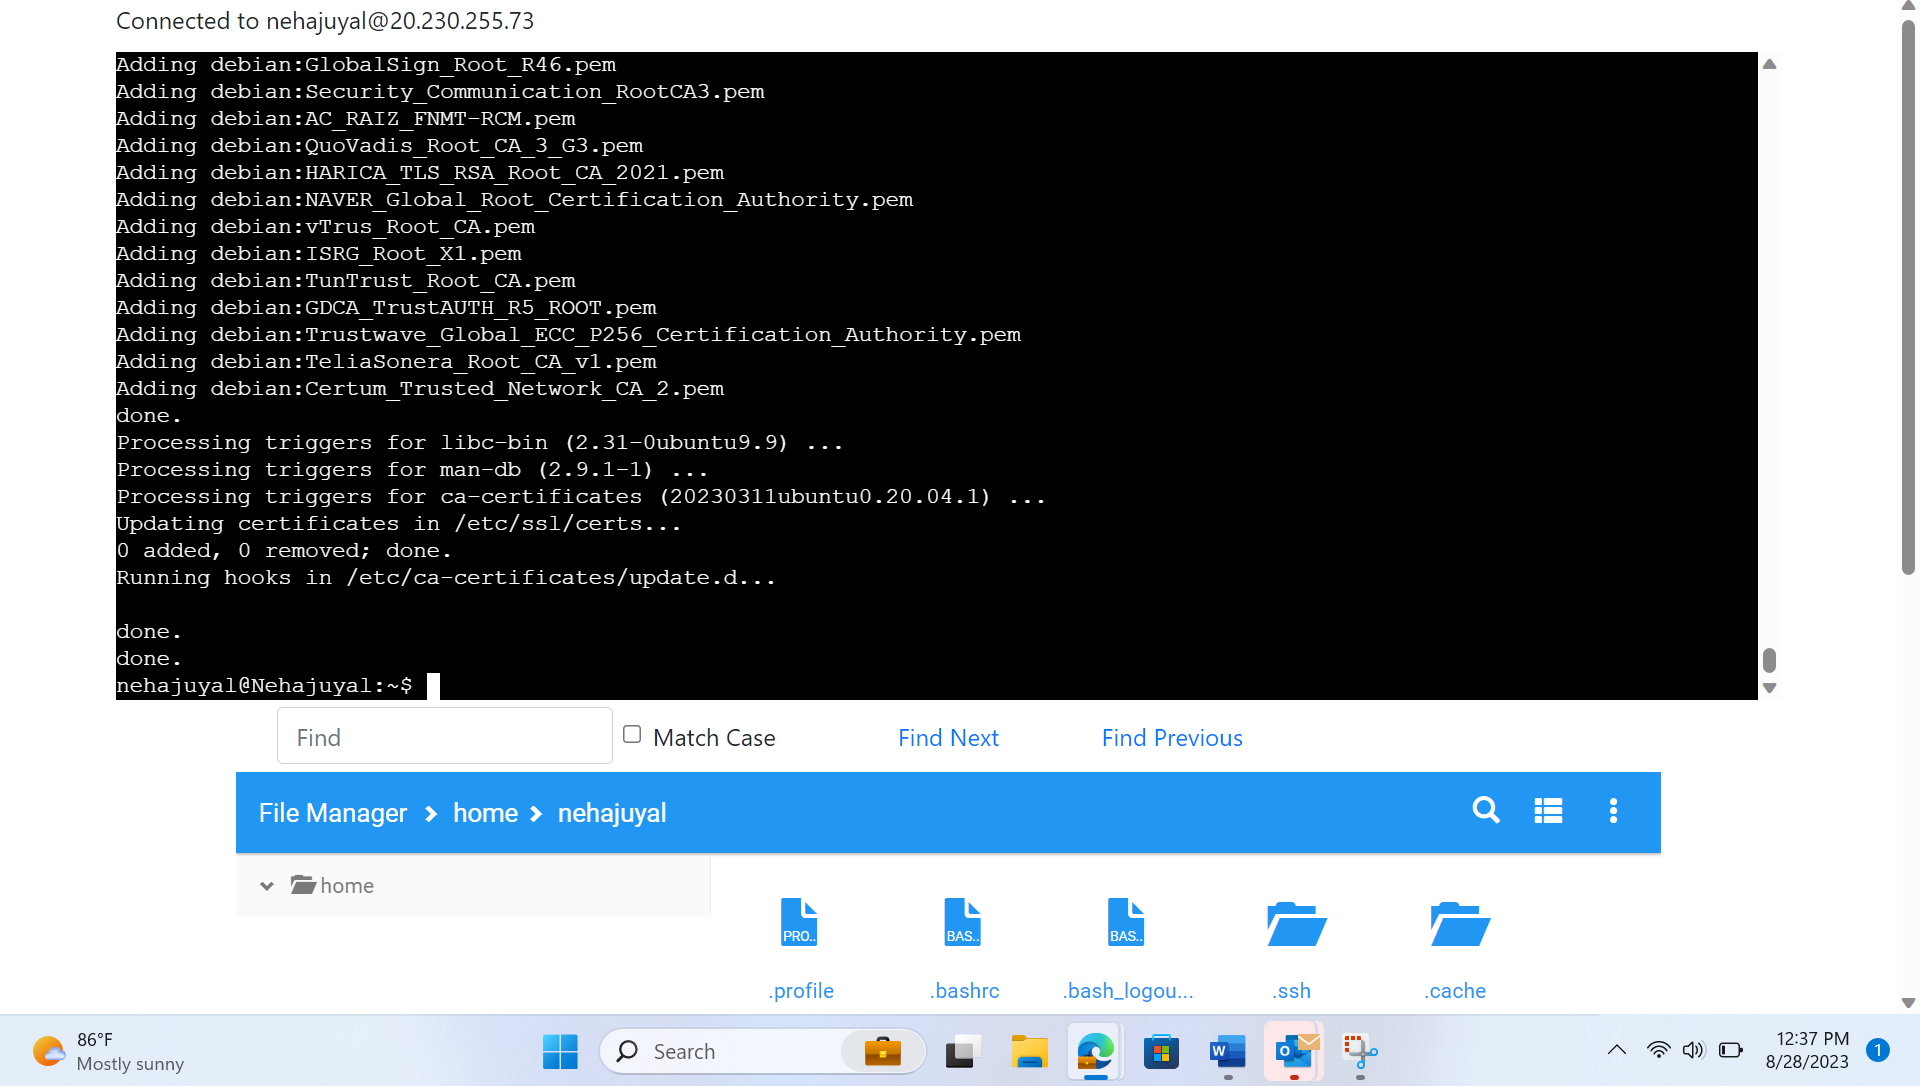 Connected to nehajuyal@20.230.255.73
Adding debian:GlobalSign_Root_R46.pem
Adding debian:Security_Communication_RootCA3.pem
Adding debian:AC_RAIZ_FNMT-RCM.pem
Adding debian:QuoVadis_Root_CA_3_G3.pem
Adding debian:HARICA_TLS_RSA_Root_CA_2021.pem
Adding debian:NAVER_Global_Root_Certification_Authority.pem
Adding debian:vTrus_Root_CA.pem
Adding debian:ISRG_Root_X1.pem
Adding debian:TunTrust_Root_CA.pem
Adding debian:GDCA_TrustAUTH_R5_ROOT.pem
Adding debian:Trustwave_Global_ECC_P256_Certification_Authority.pem
Adding debian:TeliaSonera_Root_CA_v1.pem
Adding debian:Certum_Trusted_Network_CA_2.pem
done.
Processing triggers for libc-bin (2.31-0ubuntu9.9) ...
Processing triggers for man-db (2.9.1-1) ...
Processing triggers for ca-certificates (20230311ubuntu0.20.04.1) ...
Updating certificates in /etc/ssl/certs...
0 added, 0 removed; done.
Running hooks in /etc/ca-certificates/update.d...
done.
done.
nehajuyal@Nehajuyal:~$
Find Match Case Find Next Find Previous
File Manager home nehajuyal
home
PRO.. BAS.. BAS..
.profile .bashrc .bash_logou... .ssh .cache
86°F
Mostly sunny
Search
12:37 PM
8/28/2023
1